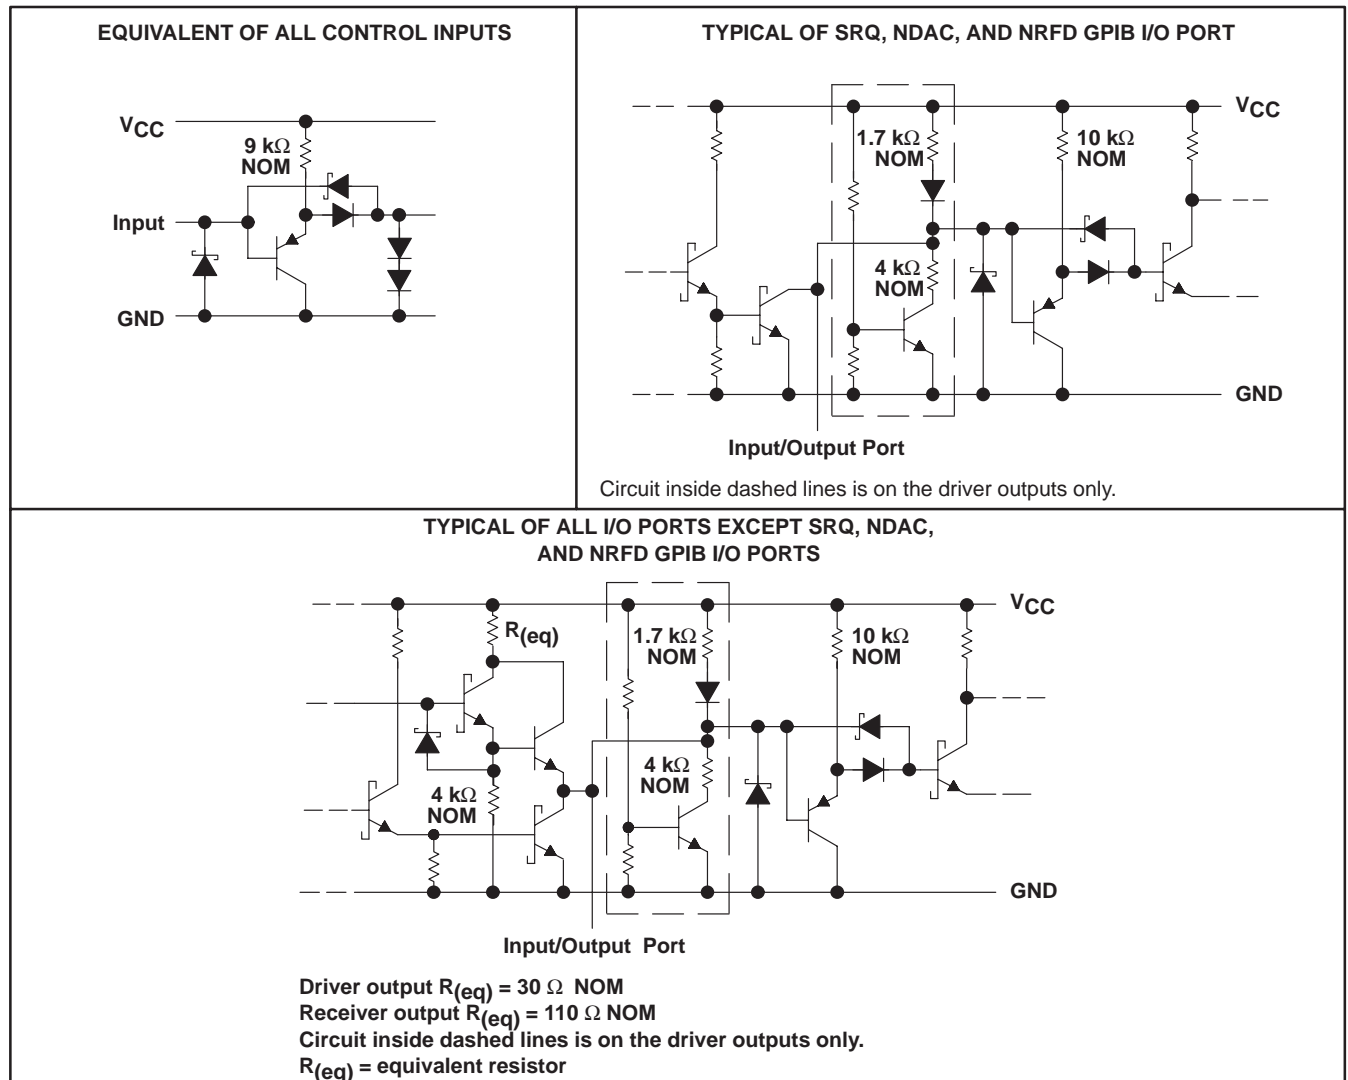 EQUIVALENT OF ALL CONTROL INPUTS
VCC
9 kΩ
NOM
Input
GND
TYPICAL OF SRQ, NDAC, AND NRFD GPIB I/O PORT
VCC
1.7 kΩ
NOM
10 kΩ
NOM
4 kΩ
NOM
GND
Input/Output Port
Circuit inside dashed lines is on the driver outputs only.
TYPICAL OF ALL I/O PORTS EXCEPT SRQ, NDAC,
AND NRFD GPIB I/O PORTS
VCC
R(eq)
1.7 kΩ
NOM
10 kΩ
NOM
4 kΩ
NOM
4 kΩ
NOM
GND
Input/Output Port
Driver output R(eq) = 30 Ω NOM
Receiver output R(eq) = 110 Ω NOM
Circuit inside dashed lines is on the driver outputs only.
R(eq) = equivalent resistor